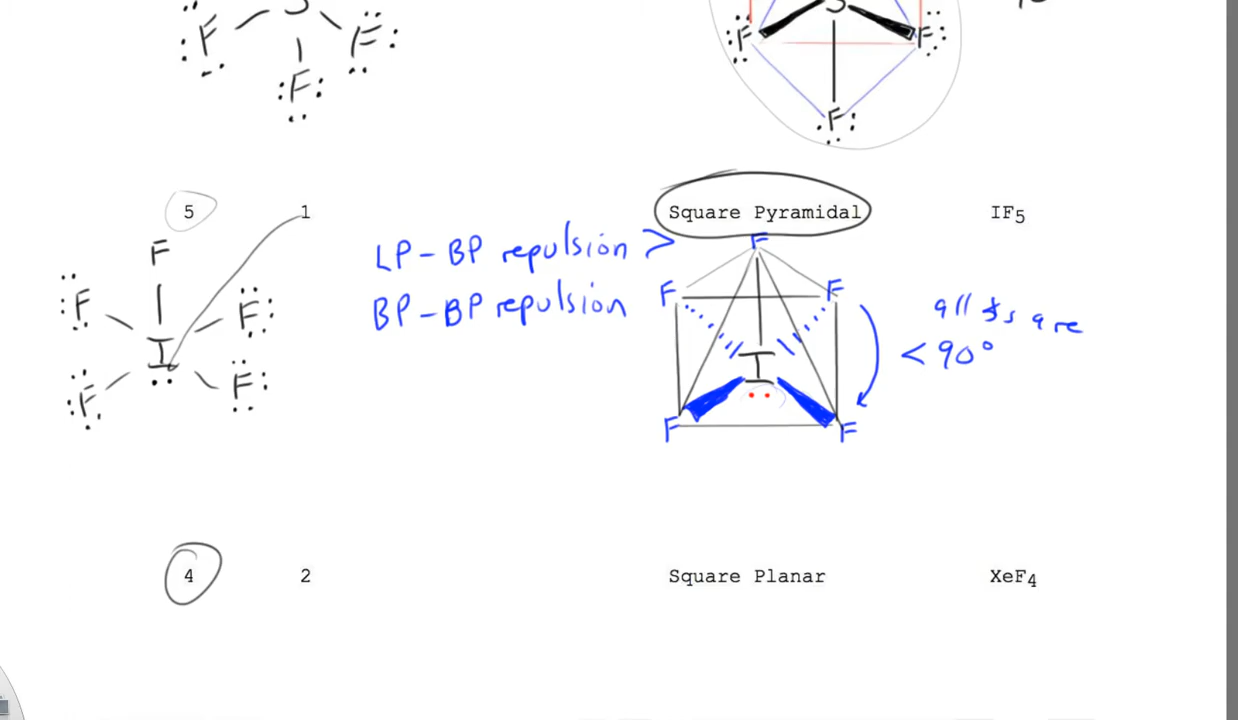 S
:F
F:
:F:
S
:F
F:
.F:
5 1 Square Pyramidal IF5
F
LP-BP repulsion >
BP-BP repulsion
:F
F:
I
:F
F:
F
F
F
I
F
F
all ∡s are
< 90°
4 2 Square Planar XeF4